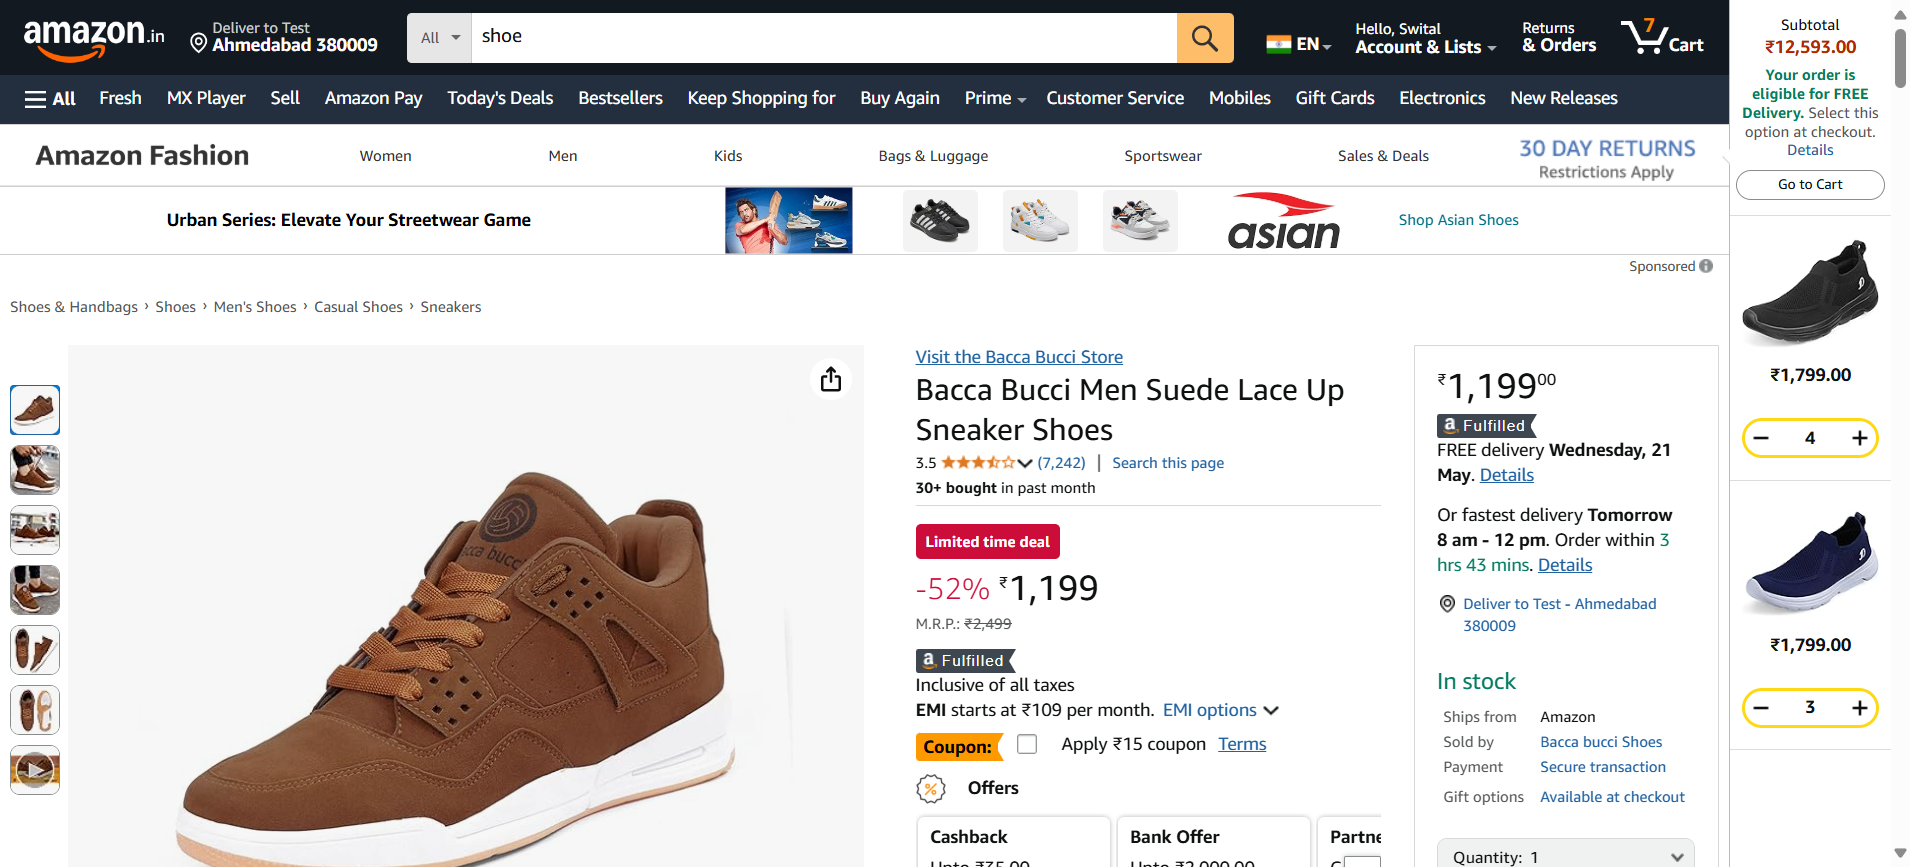 amazon.in
Deliver to Test
Ahmedabad 380009
All
shoe
EN
Hello, Swital
Account & Lists
Returns
& Orders
7
Cart
All
Fresh
MX Player
Sell
Amazon Pay
Today's Deals
Bestsellers
Keep Shopping for
Buy Again
Prime
Customer Service
Mobiles
Gift Cards
Electronics
New Releases
Amazon Fashion
Women
Men
Kids
Bags & Luggage
Sportswear
Sales & Deals
30 DAY RETURNS
Restrictions Apply
Urban Series: Elevate Your Streetwear Game
asian
Shop Asian Shoes
Sponsored
Shoes & Handbags › Shoes › Men's Shoes › Casual Shoes › Sneakers
bacca bucci
Visit the Bacca Bucci Store
Bacca Bucci Men Suede Lace Up
Sneaker Shoes
3.5 (7,242) | Search this page
30+ bought in past month
Limited time deal
-52% ₹1,199
M.R.P.: ₹2,499
a Fulfilled
Inclusive of all taxes
EMI starts at ₹109 per month. EMI options
Coupon: Apply ₹15 coupon Terms
% Offers
Cashback
Upto ₹35.00
Bank Offer
Upto ₹2,000.00
Partne
₹1,19900
a Fulfilled
FREE delivery Wednesday, 21
May. Details
Or fastest delivery Tomorrow
8 am - 12 pm. Order within 3
hrs 43 mins. Details
Deliver to Test - Ahmedabad
380009
In stock
Ships from Amazon
Sold by Bacca bucci Shoes
Payment Secure transaction
Gift options Available at checkout
Quantity: 1
Subtotal
₹12,593.00
Your order is
eligible for FREE
Delivery. Select this
option at checkout.
Details
Go to Cart
₹1,799.00
− 4 +
₹1,799.00
− 3 +